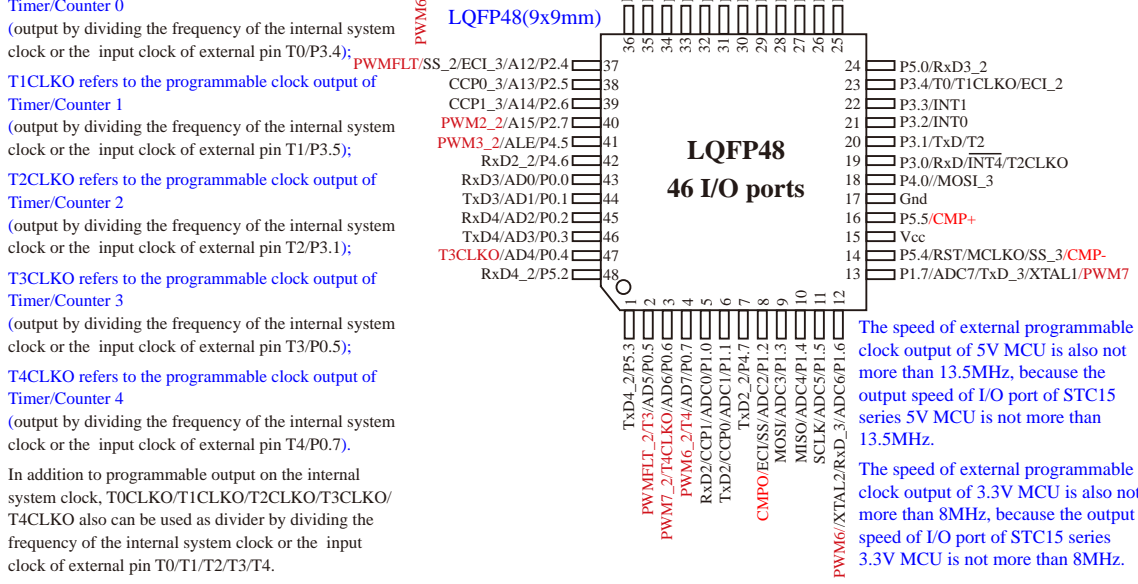 Timer/Counter 0
(output by dividing the frequency of the internal system
clock or the input clock of external pin T0/P3.4);
T1CLKO refers to the programmable clock output of
Timer/Counter 1
(output by dividing the frequency of the internal system
clock or the input clock of external pin T1/P3.5);
T2CLKO refers to the programmable clock output of
Timer/Counter 2
(output by dividing the frequency of the internal system
clock or the input clock of external pin T2/P3.1);
T3CLKO refers to the programmable clock output of
Timer/Counter 3
(output by dividing the frequency of the internal system
clock or the input clock of external pin T3/P0.5);
T4CLKO refers to the programmable clock output of
Timer/Counter 4
(output by dividing the frequency of the internal system
clock or the input clock of external pin T4/P0.7).
In addition to programmable output on the internal
system clock, T0CLKO/T1CLKO/T2CLKO/T3CLKO/
T4CLKO also can be used as divider by dividing the
frequency of the internal system clock or the input
clock of external pin T0/T1/T2/T3/T4.
PWM6
LQFP48(9x9mm)
36
35
34
33
32
31
30
29
28
27
26
25
PWMFLT/SS_2/ECI_3/A12/P2.4 37
CCP0_3/A13/P2.5 38
CCP1_3/A14/P2.6 39
PWM2_2/A15/P2.7 40
PWM3_2/ALE/P4.5 41
RxD2_2/P4.6 42
RxD3/AD0/P0.0 43
TxD3/AD1/P0.1 44
RxD4/AD2/P0.2 45
TxD4/AD3/P0.3 46
T3CLKO/AD4/P0.4 47
RxD4_2/P5.2 48
LQFP48
46 I/O ports
24 P5.0/RxD3_2
23 P3.4/T0/T1CLKO/ECI_2
22 P3.3/INT1
21 P3.2/INT0
20 P3.1/TxD/T2
19 P3.0/RxD/INT4/T2CLKO
18 P4.0//MOSI_3
17 Gnd
16 P5.5/CMP+
15 Vcc
14 P5.4/RST/MCLKO/SS_3/CMP-
13 P1.7/ADC7/TxD_3/XTAL1/PWM7
1 TxD4_2/P5.3
2 PWMFLT_2/T3/AD5/P0.5
3 PWM7_2/T4CLKO/AD6/P0.6
4 PWM6_2/T4/AD7/P0.7
5 RxD2/CCP1/ADC0/P1.0
6 TxD2/CCP0/ADC1/P1.1
7 TxD2_2/P4.7
8 CMPO/ECI/SS/ADC2/P1.2
9 MOSI/ADC3/P1.3
10 MISO/ADC4/P1.4
11 SCLK/ADC5/P1.5
12 PWM6/XTAL2/RxD_3/ADC6/P1.6
The speed of external programmable
clock output of 5V MCU is also not
more than 13.5MHz, because the
output speed of I/O port of STC15
series 5V MCU is not more than
13.5MHz.
The speed of external programmable
clock output of 3.3V MCU is also not
more than 8MHz, because the output
speed of I/O port of STC15 series
3.3V MCU is not more than 8MHz.